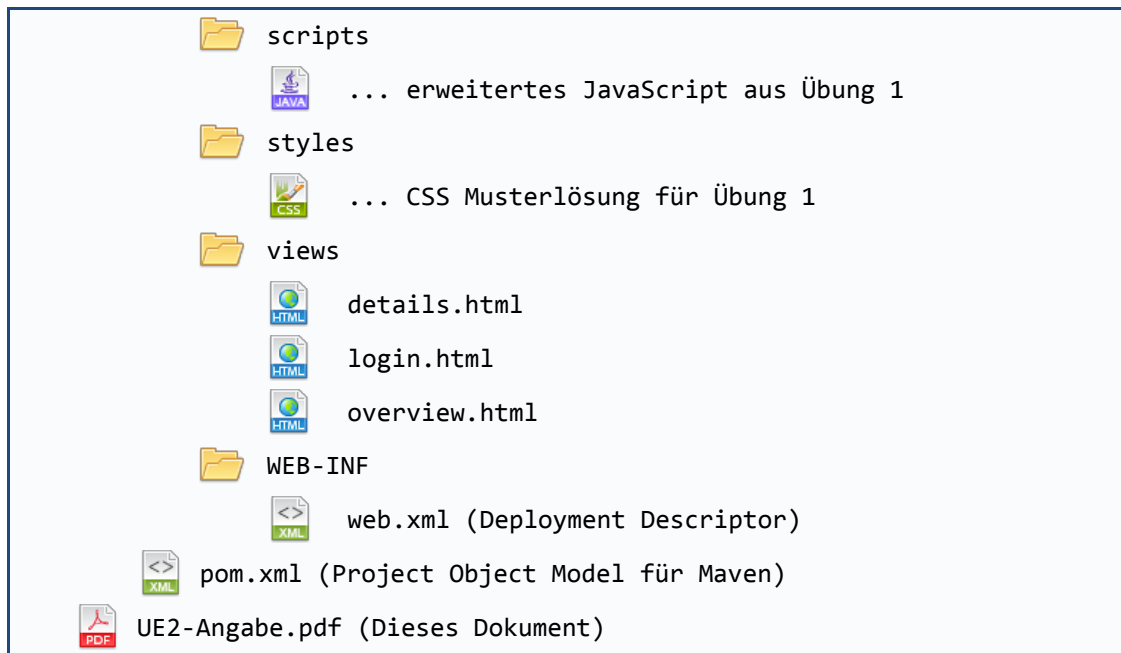 scripts
JAVA
... erweitertes JavaScript aus Übung 1
styles
CSS
... CSS Musterlösung für Übung 1
views
HTML
details.html
HTML
login.html
HTML
overview.html
WEB-INF
<>
XML
web.xml (Deployment Descriptor)
<>
XML
pom.xml (Project Object Model für Maven)
PDF
UE2-Angabe.pdf (Dieses Dokument)